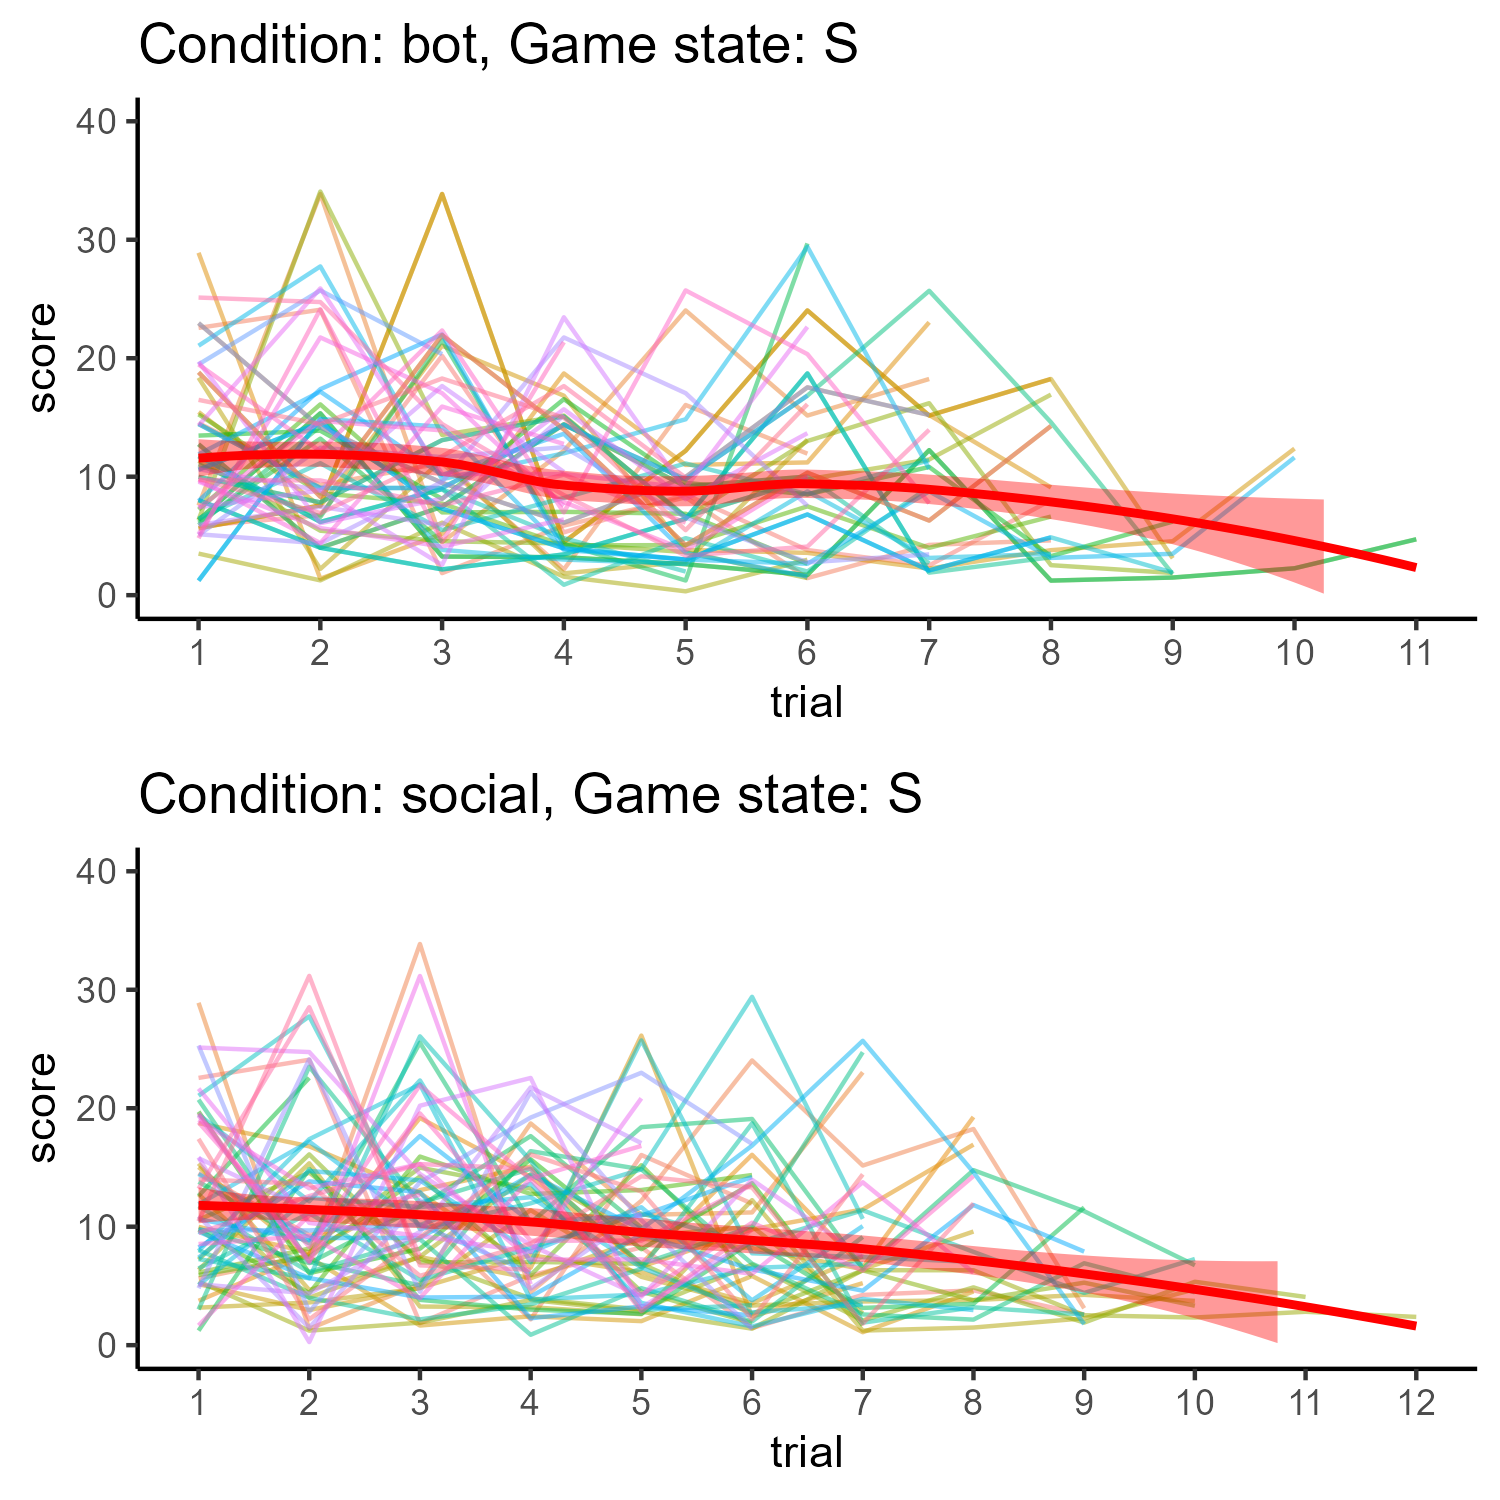 Condition: bot, Game state: S
40
30
20
10
0
score
1 2 3 4 5 6 7 8 9 10 11
trial
Condition: social, Game state: S
40
30
20
10
0
score
1 2 3 4 5 6 7 8 9 10 11 12
trial